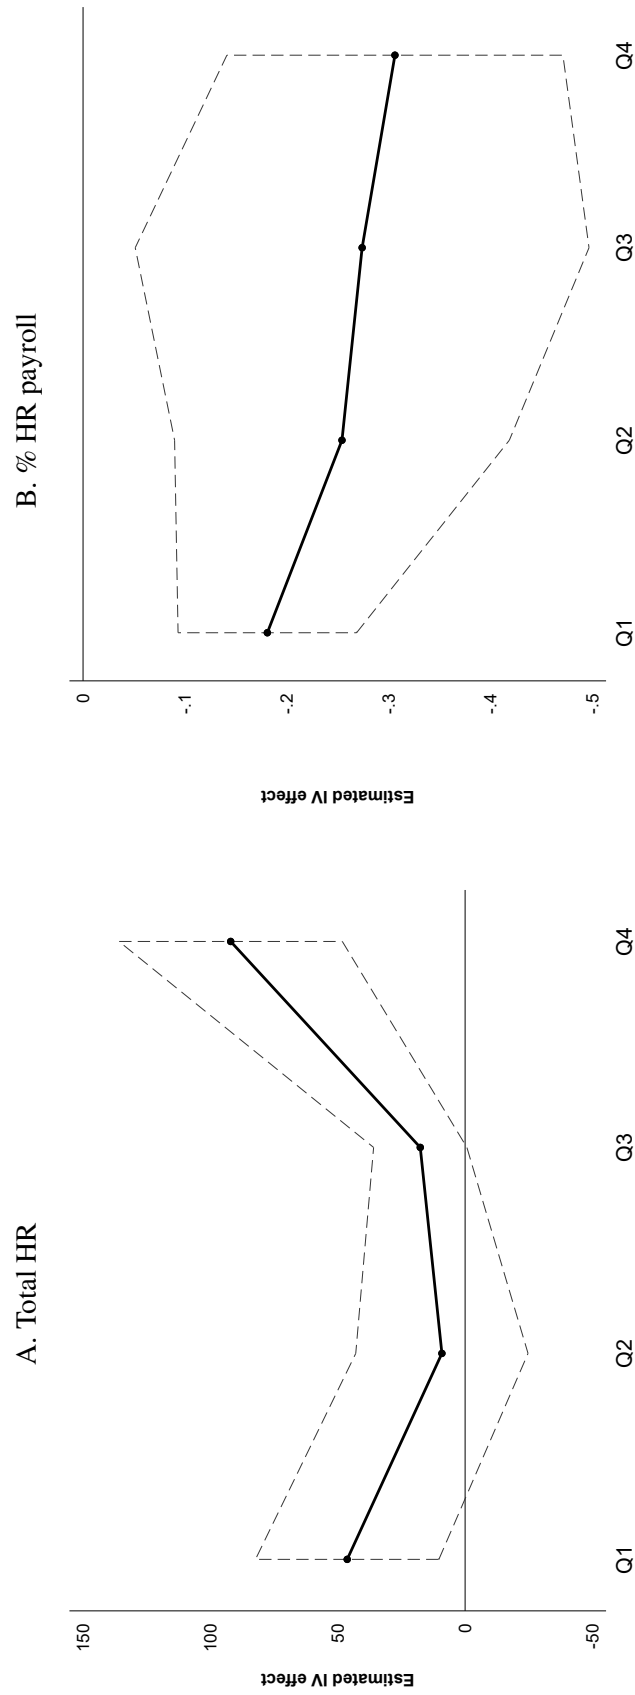 A. Total HR
Estimated IV effect
150
100
50
0
-50
Q1
Q2
Q3
Q4
B. % HR payroll
Estimated IV effect
0
-.1
-.2
-.3
-.4
-.5
Q1
Q2
Q3
Q4